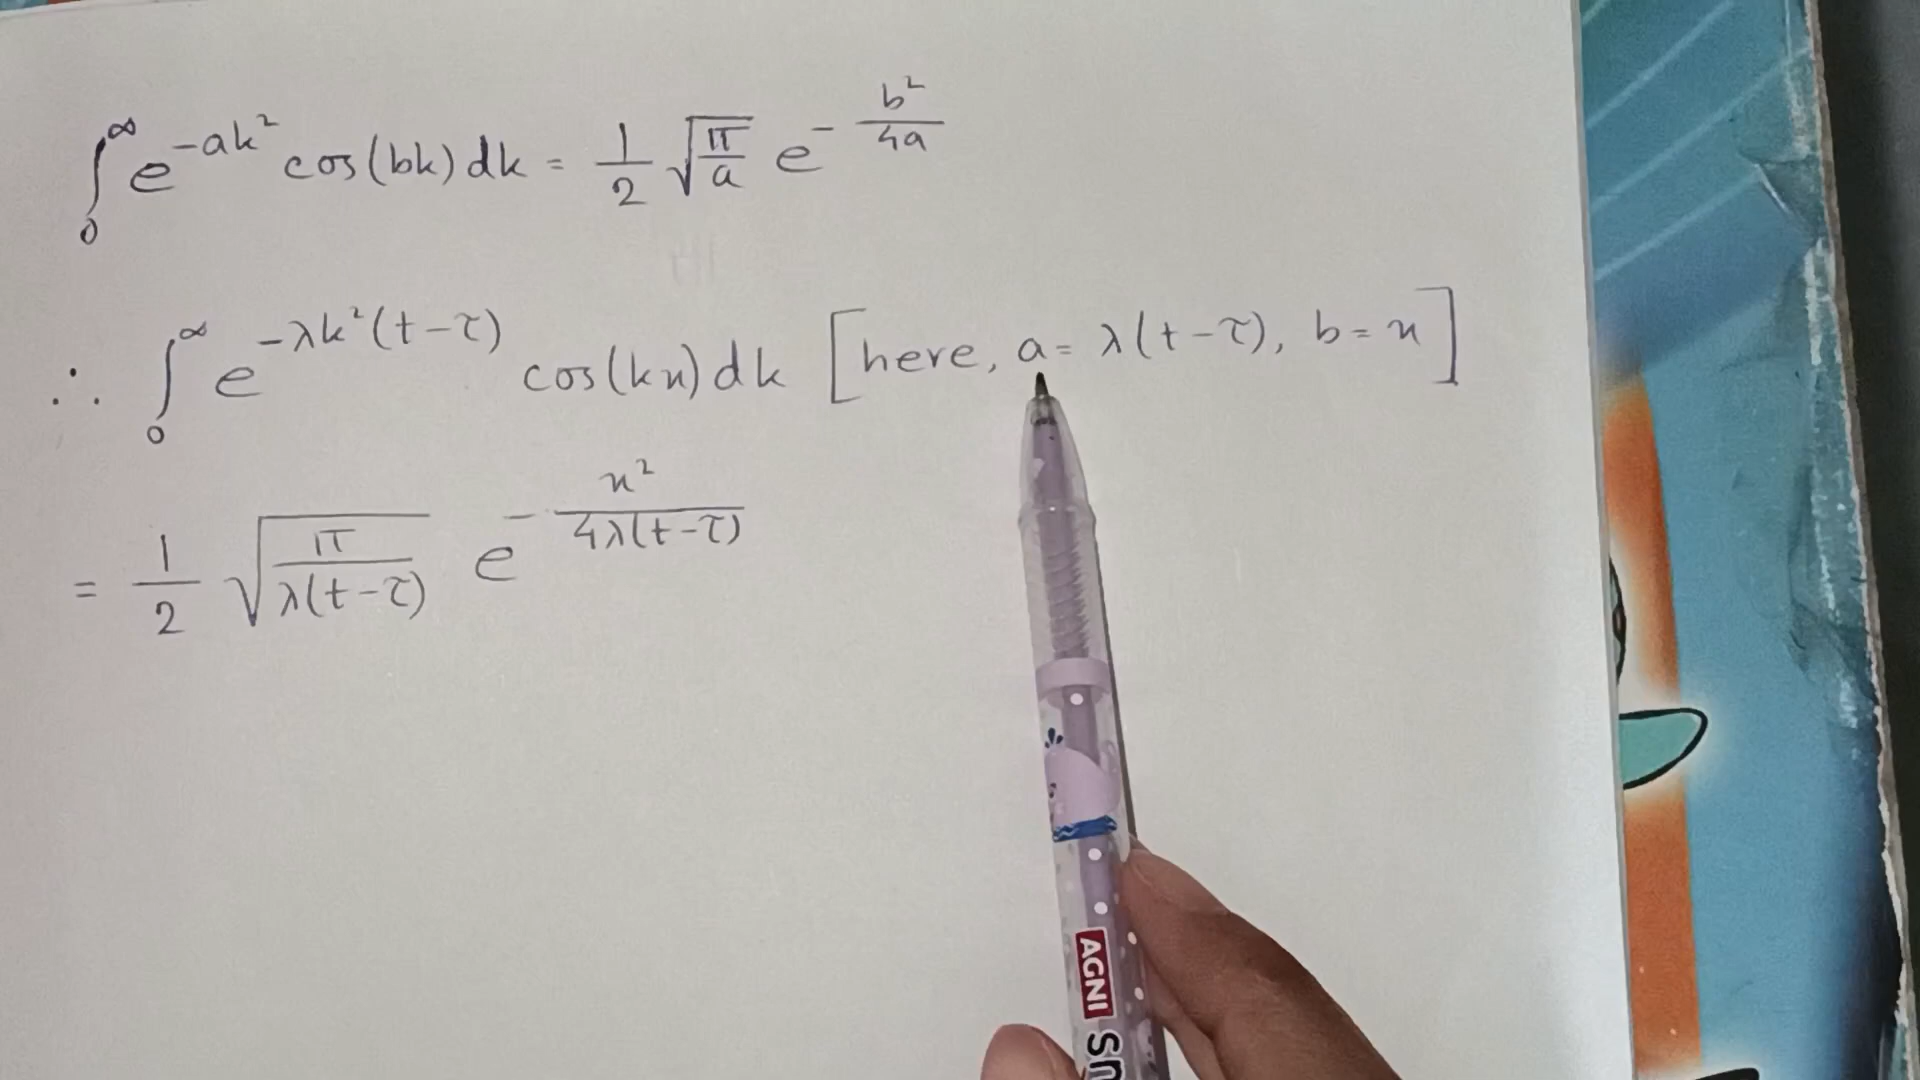 ∫₀^∞ e^{-ak²} cos(bk) dk = 1/2 √(π/a) e^{-b²/4a}
∴ ∫₀^∞ e^{-λk²(t-τ)} cos(kx) dk [here, a = λ(t-τ), b = x]
= 1/2 √(π/λ(t-τ)) e^{-x²/4λ(t-τ)}
AGNI